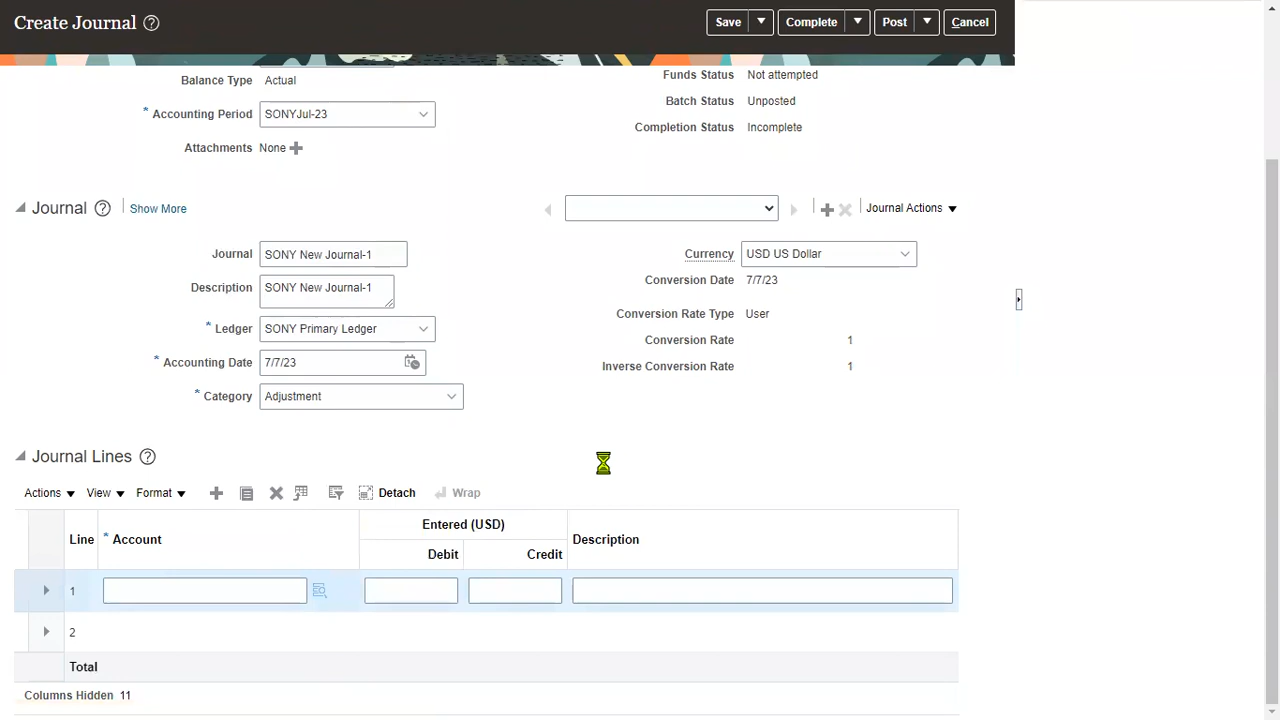 Create Journal ?
Save Complete Post Cancel
Balance Type Actual
* Accounting Period SONYJul-23
Attachments None
Funds Status Not attempted
Batch Status Unposted
Completion Status Incomplete
Journal ? Show More
Journal Actions
Journal SONY New Journal-1
Description SONY New Journal-1
* Ledger SONY Primary Ledger
* Accounting Date 7/7/23
* Category Adjustment
Currency USD US Dollar
Conversion Date 7/7/23
Conversion Rate Type User
Conversion Rate 1
Inverse Conversion Rate 1
Journal Lines ?
Actions View Format Detach Wrap
Line * Account Entered (USD) Description
Debit Credit
1
2
Total
Columns Hidden 11